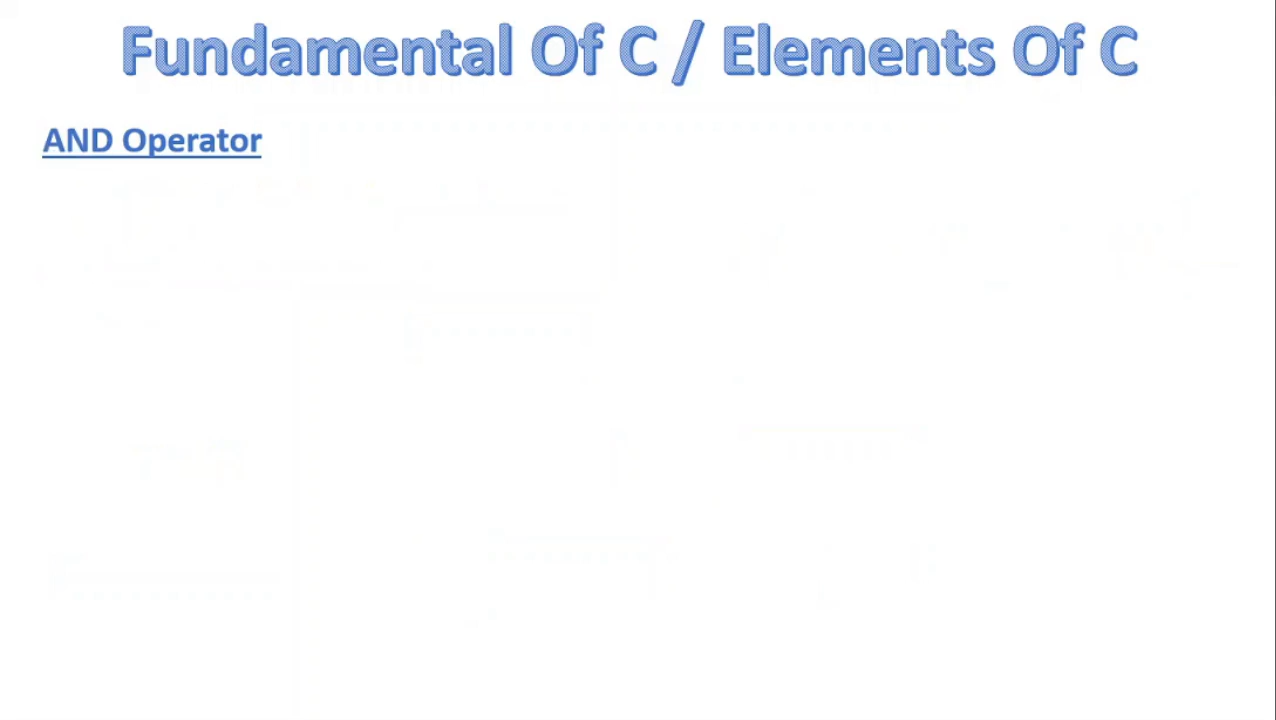 Fundamental Of C / Elements Of C
AND Operator